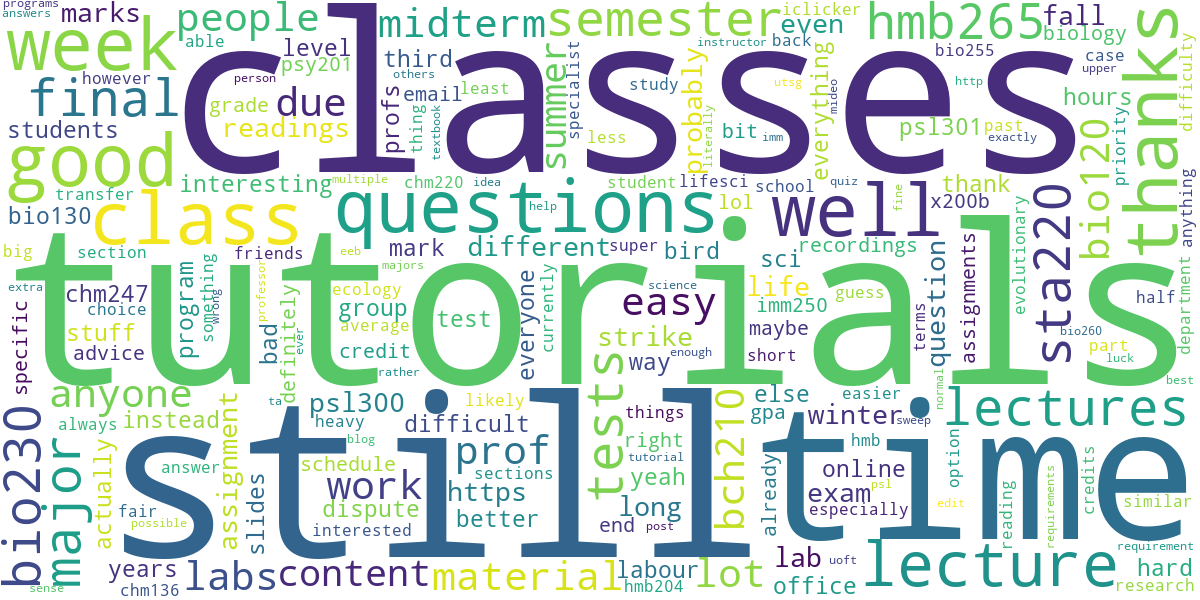 programs
answers
marks
people
able
midterm
semester
iclicker
even
hmb265
fall
biology
thanks
week
classes
level
psy201
third
others
instructor
back
bio255
case
upper
however
person
least
study
utsg
mideo
http
hours
difficulty
final
grade
due
profs
email
thing
textbook
summer
specialist
less
probably
literally
imm
bit
everything
psl301
past
exactly
priority
students
readings
good
transfer
interesting
multiple
chm220
idea
student
lifesci
school
quiz
fine
thank
x200b
bio120
anything
bio130
class
questions
help
lol
well
sta220
big
section
friends
eeb
majors
mark
different
super
bird
sci
recordings
evolutionary
department
extra
chm247
choice
program
something
wrong
professor
ever
ecology
average
group
test
everyone
currently
science
easy
life
imm250
guess
maybe
terms
question
assignments
half
bio260
part
luck
best
tutorials
specific
stuff
advice
bad
definitely
credit
rather
strike
way
enough
short
normal
anyone
ta
psl300
heavy
likely
tests
things
else
gpa
easier
winter
sweep
lectures
bio230
major
always
instead
actually
assignment
blog
difficult
prof
right
tutorial
yeah
bch210
already
hmb
online
psl
option
still
time
answer
schedule
sections
work
https
fair
possible
slides
dispute
interested
better
long
end
post
exam
especially
edit
reading
requirements
credits
similar
years
chm136
sense
labs
content
material
labour
hmb204
lot
lab
uoft
office
lecture
requirement
hard
research